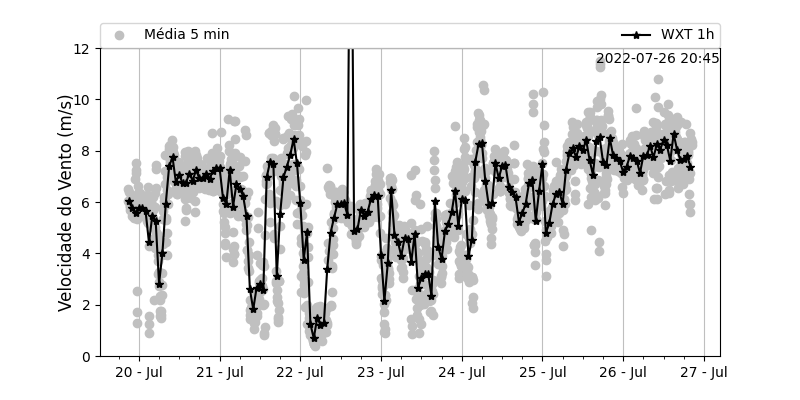 Média 5 min
WXT 1h
2022-07-26 20:45
Velocidade do Vento (m/s)
12
10
8
6
4
2
0
20 - Jul
21 - Jul
22 - Jul
23 - Jul
24 - Jul
25 - Jul
26 - Jul
27 - Jul